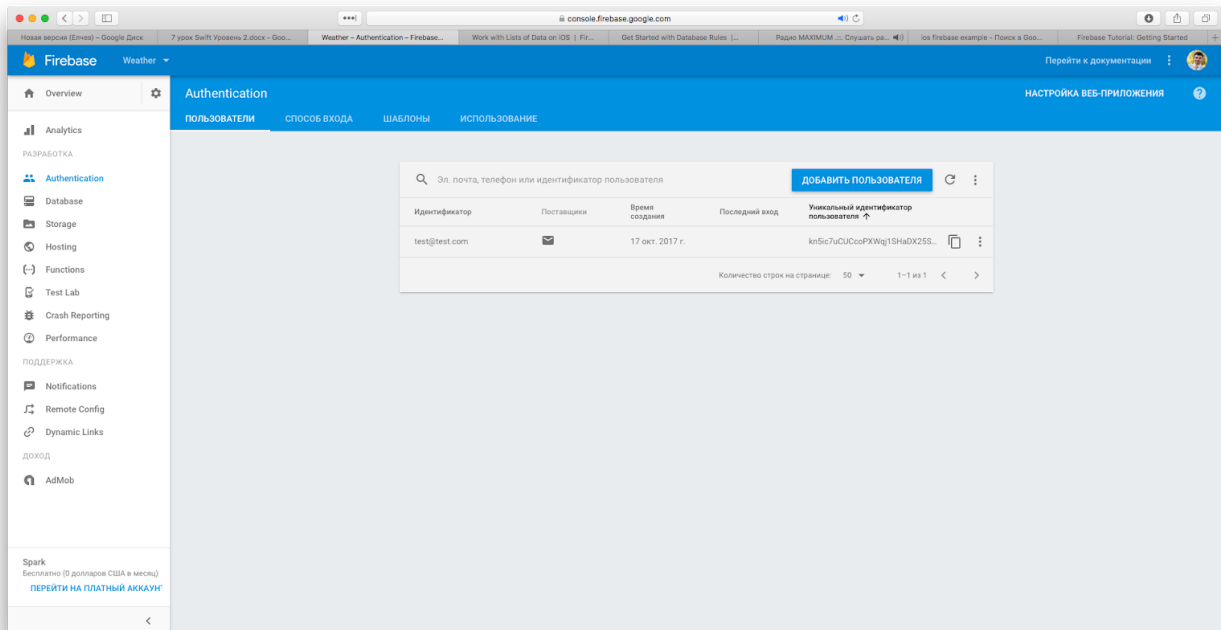 console.firebase.google.com
Новая версия (Елчев) – Google Диск
7 урок Swift Уровень 2.docx - Goo...
Weather – Authentication – Firebase...
Work with Lists of Data on iOS | Fir...
Get Started with Database Rules |...
Радио MAXIMUM .::. Слушать ра...
ios firebase example - Поиск в Goo...
Firebase Tutorial: Getting Started
Firebase
Weather
Перейти к документации
Overview
Authentication
НАСТРОЙКА ВЕБ-ПРИЛОЖЕНИЯ
ПОЛЬЗОВАТЕЛИ
СПОСОБ ВХОДА
ШАБЛОНЫ
ИСПОЛЬЗОВАНИЕ
Analytics
РАЗРАБОТКА
Authentication
Database
Storage
Hosting
Functions
Test Lab
Crash Reporting
Performance
ПОДДЕРЖКА
Notifications
Remote Config
Dynamic Links
ДОХОД
AdMob
Spark
Бесплатно (0 долларов США в месяц)
ПЕРЕЙТИ НА ПЛАТНЫЙ АККАУНТ
Эл. почта, телефон или идентификатор пользователя
ДОБАВИТЬ ПОЛЬЗОВАТЕЛЯ
Идентификатор
Поставщики
Время
создания
Последний вход
Уникальный идентификатор
пользователя ↑
test@test.com
17 окт. 2017 г.
kn5ic7uCUCcoPXWqj1SHaDX25S...
Количество строк на странице: 50
1–1 из 1